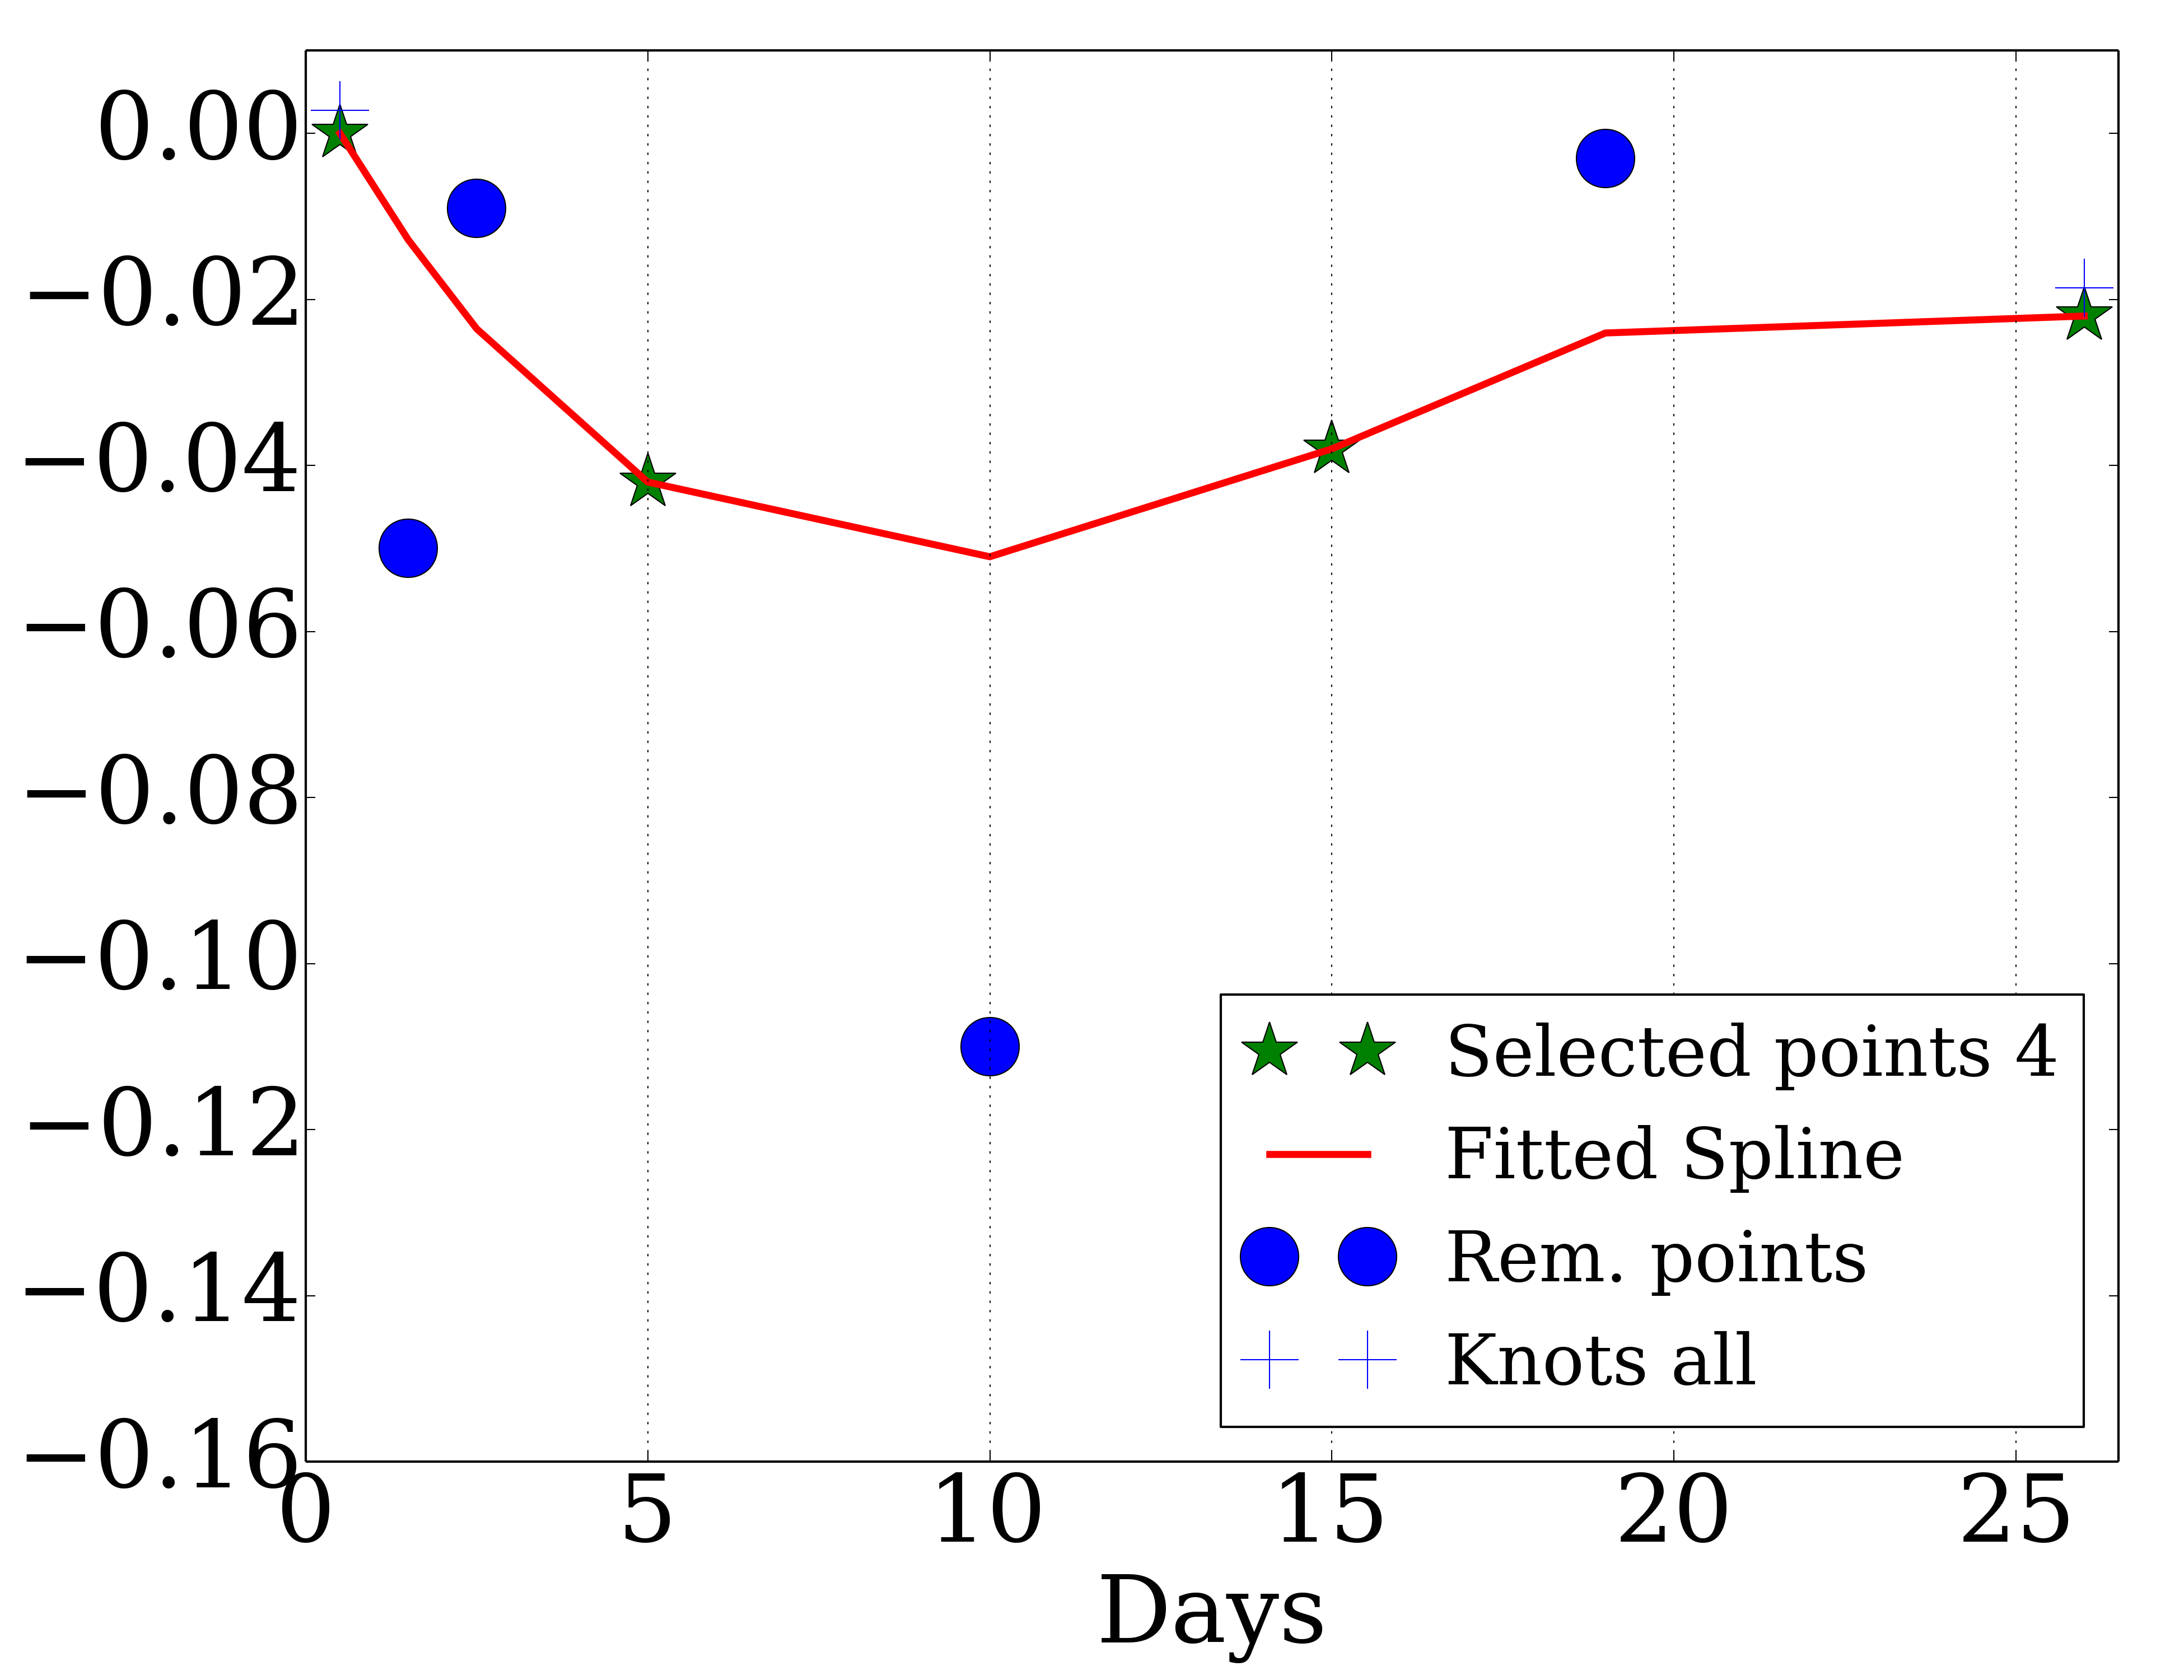 0.00
−0.02
−0.04
−0.06
−0.08
−0.10
−0.12
−0.14
−0.16
0 5 10 15 20 25
Days
Selected points 4
Fitted Spline
Rem. points
Knots all